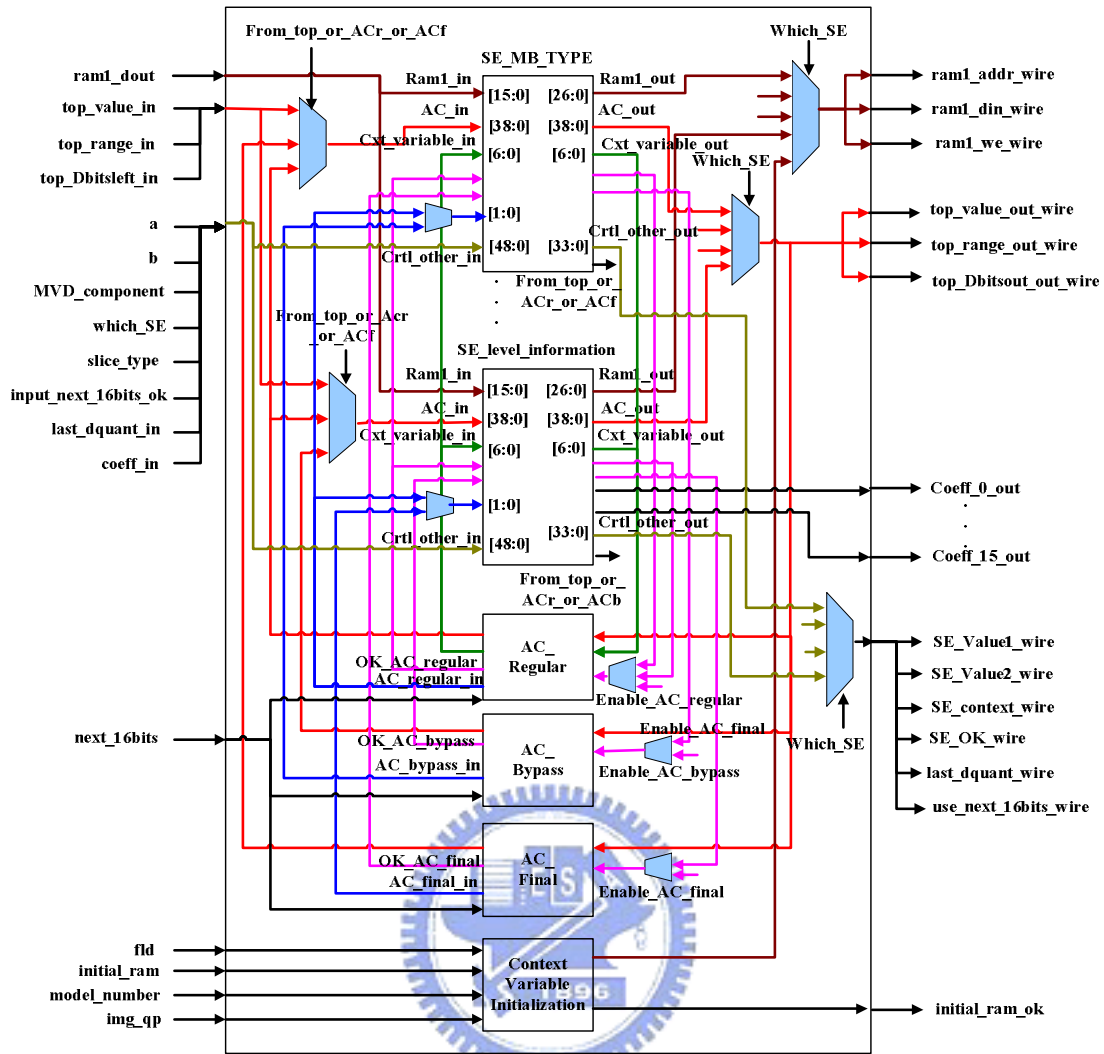 From_top_or_ACr_or_ACf
Which_SE
SE_MB_TYPE
ram1_dout
Ram1_in
Ram1_out
ram1_addr_wire
[15:0]
[26:0]
top_value_in
AC_in
AC_out
ram1_din_wire
[38:0]
[38:0]
top_range_in
Cxt_variable_in
Cxt_variable_out
ram1_we_wire
[6:0]
[6:0]
Which_SE
top_Dbitsleft_in
a
[1:0]
top_value_out_wire
Crtl_other_out
b
Crtl_other_in
[48:0]
[33:0]
top_range_out_wire
MVD_component
From_top_or_
ACr_or_ACf
top_Dbitsout_out_wire
which_SE
From_top_or_Acr
_or_ACf
slice_type
SE_level_information
input_next_16bits_ok
Ram1_in
Ram1_out
[15:0]
[26:0]
last_dquant_in
AC_in
AC_out
[38:0]
[38:0]
coeff_in
Cxt_variable_in
Cxt_variable_out
[6:0]
[6:0]
Coeff_0_out
[1:0]
Crtl_other_in
Crtl_other_out
[48:0]
[33:0]
Coeff_15_out
From_top_or_
ACr_or_ACb
AC_
Regular
OK_AC_regular
AC_regular_in
Enable_AC_regular
SE_Value1_wire
SE_Value2_wire
SE_context_wire
next_16bits
OK_AC_bypass
AC_bypass_in
AC_
Bypass
Enable_AC_final
Enable_AC_bypass
Which_SE
SE_OK_wire
last_dquant_wire
use_next_16bits_wire
OK_AC_final
AC_final_in
AC_
Final
Enable_AC_final
fld
initial_ram
model_number
img_qp
Context
Variable
Initialization
initial_ram_ok
ES
1896